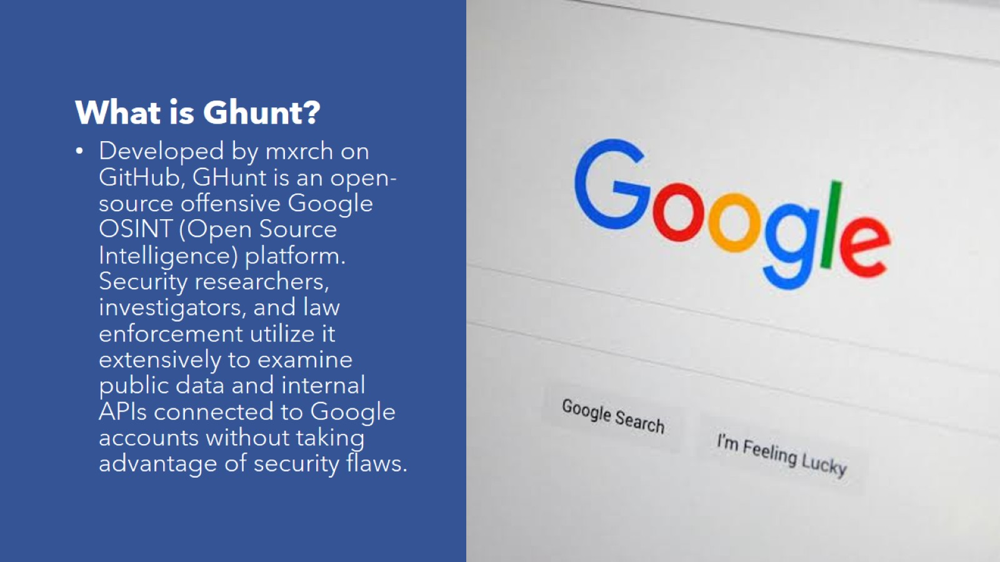 What is Ghunt?
• Developed by mxrch on
GitHub, GHunt is an open-
source offensive Google
OSINT (Open Source
Intelligence) platform.
Security researchers,
investigators, and law
enforcement utilize it
extensively to examine
public data and internal
APIs connected to Google
accounts without taking
advantage of security flaws.
Google
Google Search
I'm Feeling Lucky